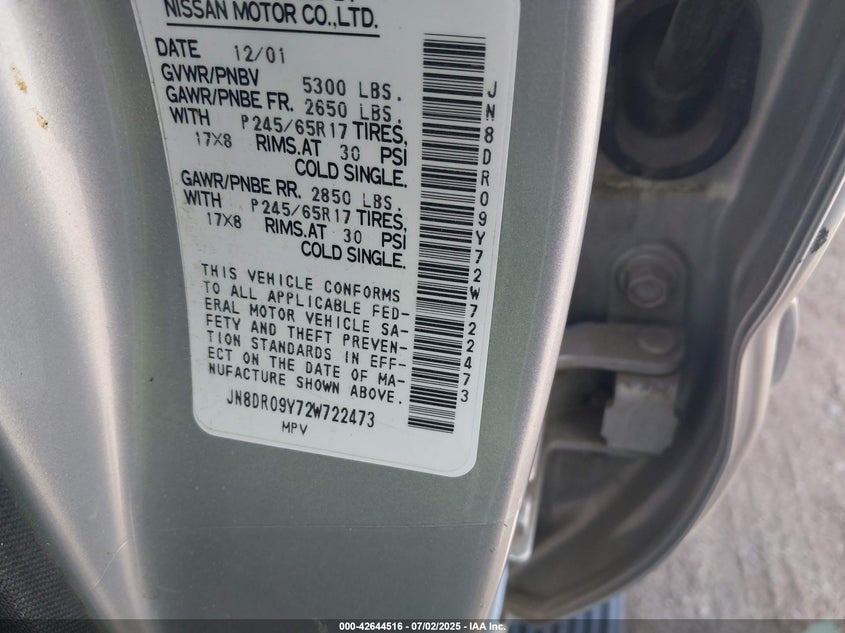 NISSAN MOTOR CO.,LTD.
DATE 12/01
GVWR/PNBV 5300 LBS.
GAWR/PNBE FR. 2650 LBS.
WITH P245/65R17 TIRES,
17X8 RIMS.AT 30 PSI
COLD SINGLE.
GAWR/PNBE RR. 2850 LBS.
WITH P245/65R17 TIRES,
17X8 RIMS.AT 30 PSI
COLD SINGLE.
THIS VEHICLE CONFORMS
TO ALL APPLICABLE FED-
ERAL MOTOR VEHICLE SA-
FETY AND THEFT PREVEN-
TION STANDARDS IN EFF-
ECT ON THE DATE OF MA-
NUFACTURE SHOWN ABOVE.
JN8DR09Y72W722473
MPV
JN8DR09Y72W722473
000-42644516 | 07/02/2025 | IAA Inc.